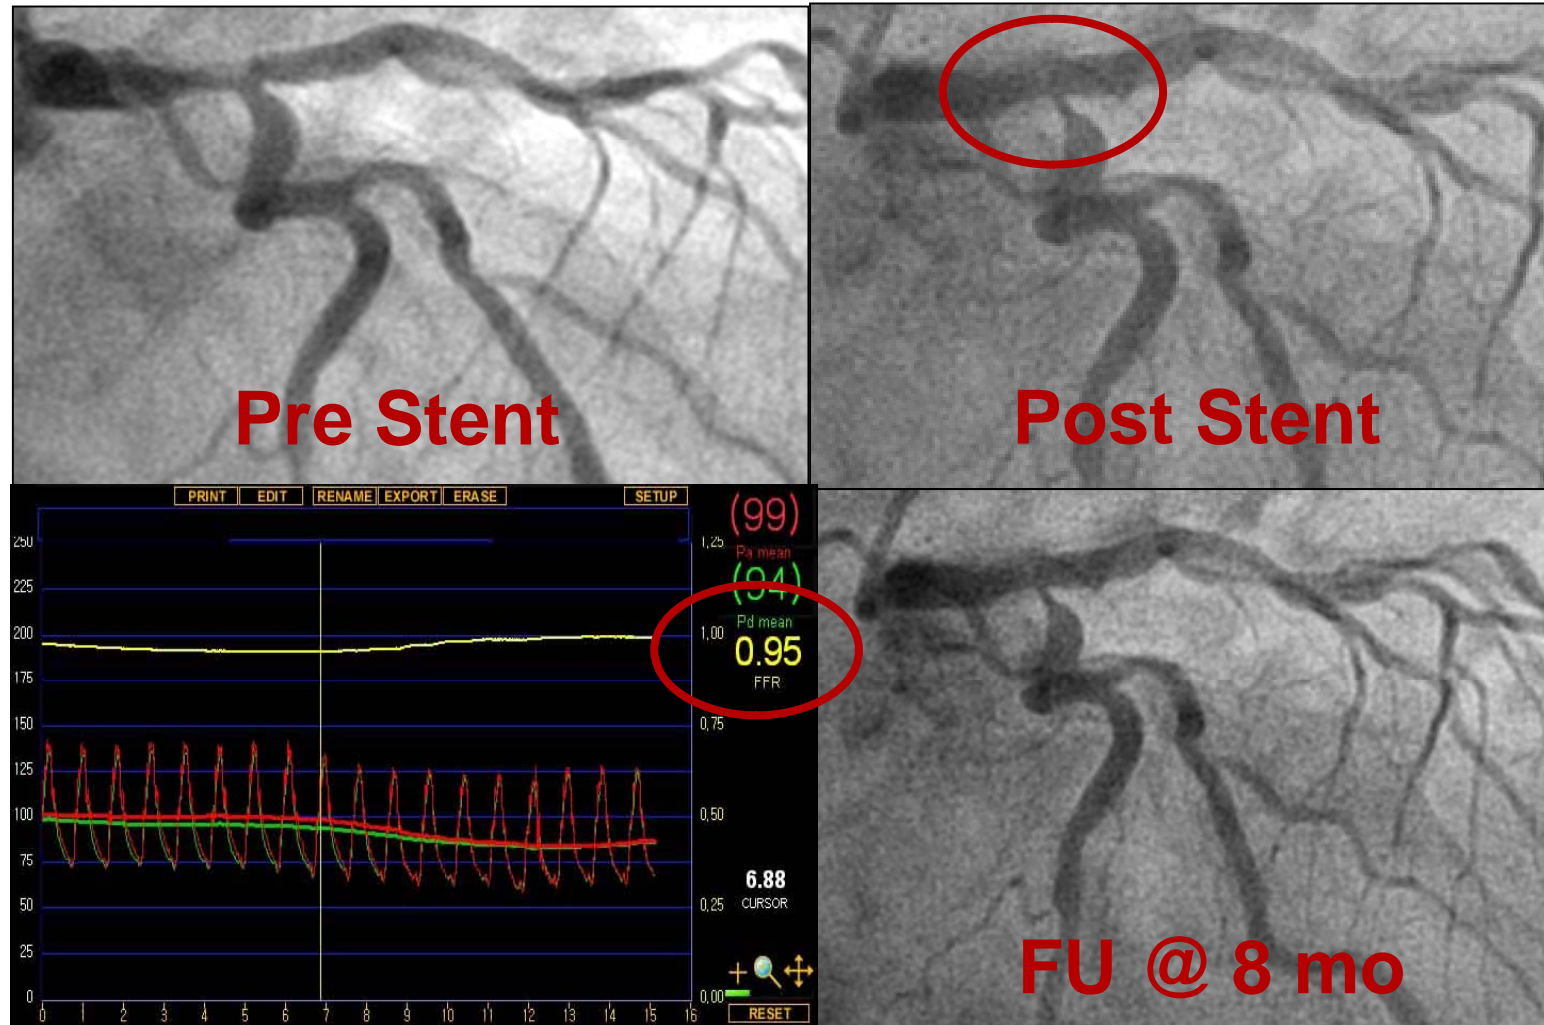 Pre Stent
Post Stent
PRINT EDIT RENAME EXPORT ERASE SETUP
(99)
Pa mean
(94)
Pd mean
0.95
FFR
250
225
200
175
150
125
100
75
50
25
0
1,25
1,00
0,75
0,50
0,25
0,00
6.88
CURSOR
0 1 2 3 4 5 6 7 8 9 10 11 12 13 14 15 16
RESET
FU @ 8 mo